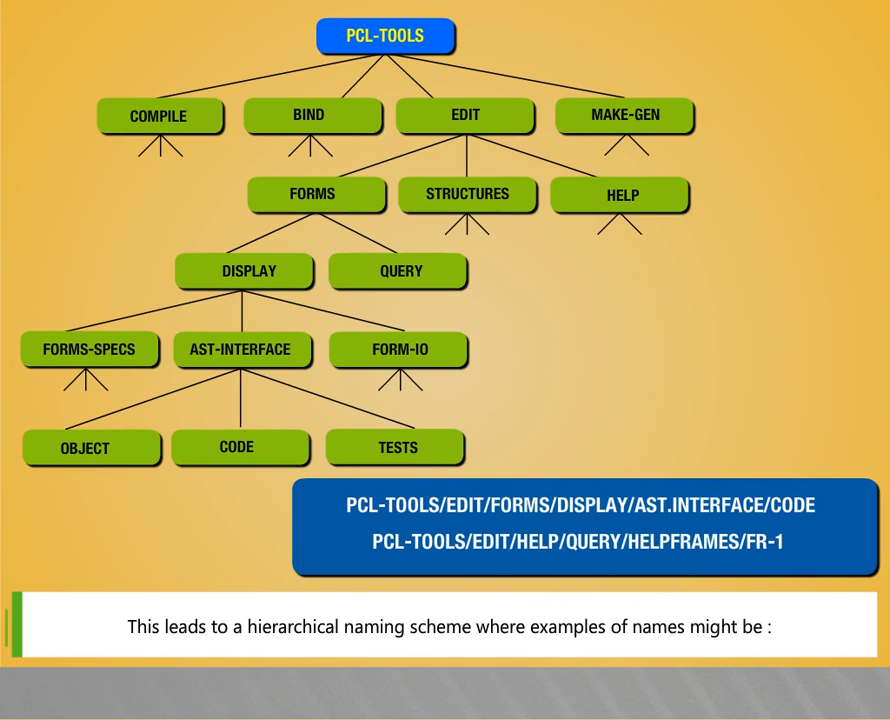 PCL-TOOLS
COMPILE
BIND
EDIT
MAKE-GEN
FORMS
STRUCTURES
HELP
DISPLAY
QUERY
FORMS-SPECS
AST-INTERFACE
FORM-IO
OBJECT
CODE
TESTS
PCL-TOOLS/EDIT/FORMS/DISPLAY/AST.INTERFACE/CODE
PCL-TOOLS/EDIT/HELP/QUERY/HELPFRAMES/FR-1
This leads to a hierarchical naming scheme where examples of names might be :